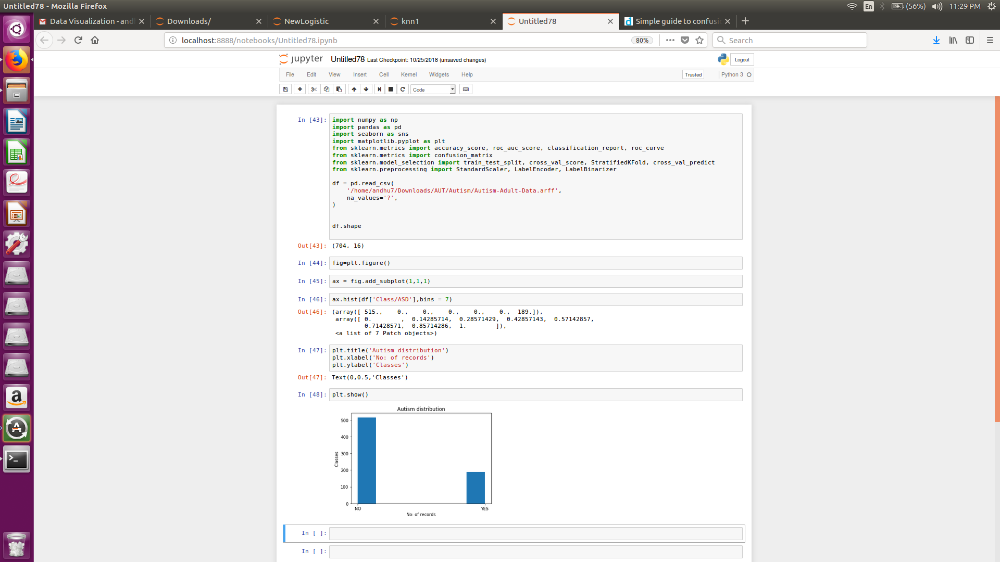 Untitled78 - Mozilla Firefox
En
(56%)
11:29 PM
Data Visualization - and
Downloads/
NewLogistic
knn1
Untitled78
Simple guide to confusi
localhost:8888/notebooks/Untitled78.ipynb
80%
Search
jupyter
Untitled78 Last Checkpoint: 10/25/2018 (unsaved changes)
Logout
File Edit View Insert Cell Kernel Widgets Help
Trusted
Python 3
Code
In [43]:
import numpy as np
import pandas as pd
import seaborn as sns
import matplotlib.pyplot as plt
from sklearn.metrics import accuracy_score, roc_auc_score, classification_report, roc_curve
from sklearn.metrics import confusion_matrix
from sklearn.model_selection import train_test_split, cross_val_score, StratifiedKFold, cross_val_predict
from sklearn.preprocessing import StandardScaler, LabelEncoder, LabelBinarizer
df = pd.read_csv(
'/home/andhu7/Downloads/AUT/Autism/Autism-Adult-Data.arff',
na_values='?',
)
df.shape
Out[43]: (704, 16)
In [44]: fig=plt.figure()
In [45]: ax = fig.add_subplot(1,1,1)
In [46]: ax.hist(df['Class/ASD'],bins = 7)
Out[46]: (array([ 515., 0., 0., 0., 0., 0., 189.]),
array([ 0. , 0.14285714, 0.28571429, 0.42857143, 0.57142857,
0.71428571, 0.85714286, 1. ]),
<a list of 7 Patch objects>)
In [47]: plt.title('Autism distribution')
plt.xlabel('No: of records')
plt.ylabel('Classes')
Out[47]: Text(0,0.5,'Classes')
In [48]: plt.show()
Autism distribution
500
400
300
200
100
0
Classes
NO
YES
No: of records
In [ ]:
In [ ]: